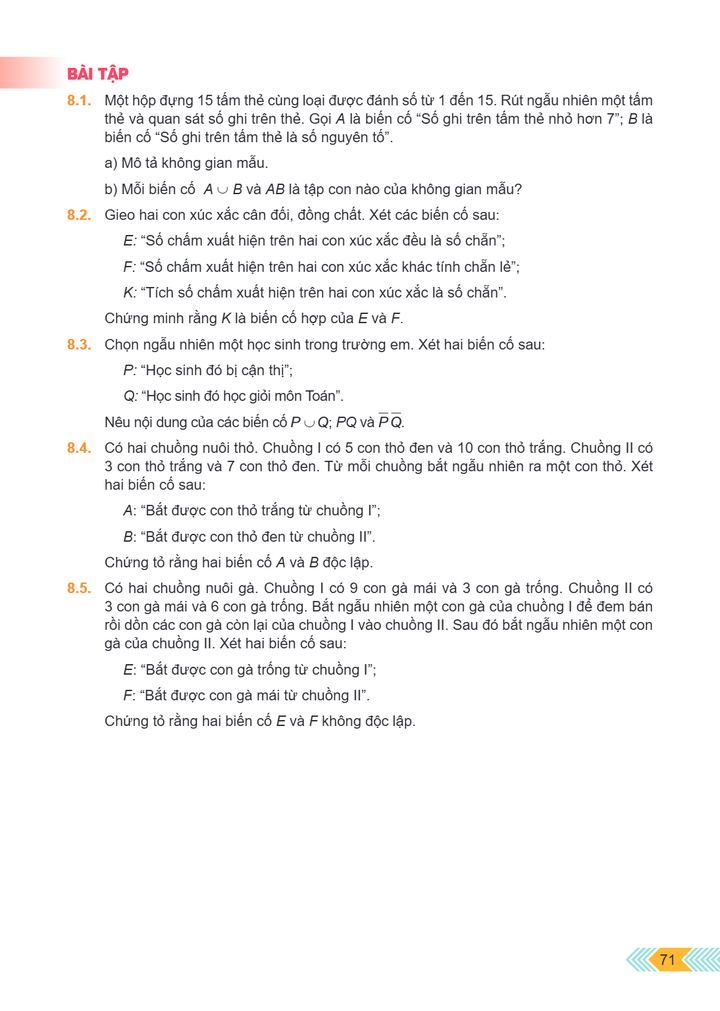 BÀI TẬP
8.1. Một hộp đựng 15 tấm thẻ cùng loại được đánh số từ 1 đến 15. Rút ngẫu nhiên một tấm
thẻ và quan sát số ghi trên thẻ. Gọi A là biến cố “Số ghi trên tấm thẻ nhỏ hơn 7”; B là
biến cố “Số ghi trên tấm thẻ là số nguyên tố”.
a) Mô tả không gian mẫu.
b) Mỗi biến cố A ∪ B và AB là tập con nào của không gian mẫu?
8.2. Gieo hai con xúc xắc cân đối, đồng chất. Xét các biến cố sau:
E: “Số chấm xuất hiện trên hai con xúc xắc đều là số chẵn”;
F: “Số chấm xuất hiện trên hai con xúc xắc khác tính chẵn lẻ”;
K: “Tích số chấm xuất hiện trên hai con xúc xắc là số chẵn”.
Chứng minh rằng K là biến cố hợp của E và F.
8.3. Chọn ngẫu nhiên một học sinh trong trường em. Xét hai biến cố sau:
P: “Học sinh đó bị cận thị”;
Q: “Học sinh đó học giỏi môn Toán”.
Nêu nội dung của các biến cố P ∪ Q; PQ và P̅ Q̅.
8.4. Có hai chuồng nuôi thỏ. Chuồng I có 5 con thỏ đen và 10 con thỏ trắng. Chuồng II có
3 con thỏ trắng và 7 con thỏ đen. Từ mỗi chuồng bắt ngẫu nhiên ra một con thỏ. Xét
hai biến cố sau:
A: “Bắt được con thỏ trắng từ chuồng I”;
B: “Bắt được con thỏ đen từ chuồng II”.
Chứng tỏ rằng hai biến cố A và B độc lập.
8.5. Có hai chuồng nuôi gà. Chuồng I có 9 con gà mái và 3 con gà trống. Chuồng II có
3 con gà mái và 6 con gà trống. Bắt ngẫu nhiên một con gà của chuồng I để đem bán
rồi dồn các con gà còn lại của chuồng I vào chuồng II. Sau đó bắt ngẫu nhiên một con
gà của chuồng II. Xét hai biến cố sau:
E: “Bắt được con gà trống từ chuồng I”;
F: “Bắt được con gà mái từ chuồng II”.
Chứng tỏ rằng hai biến cố E và F không độc lập.
71